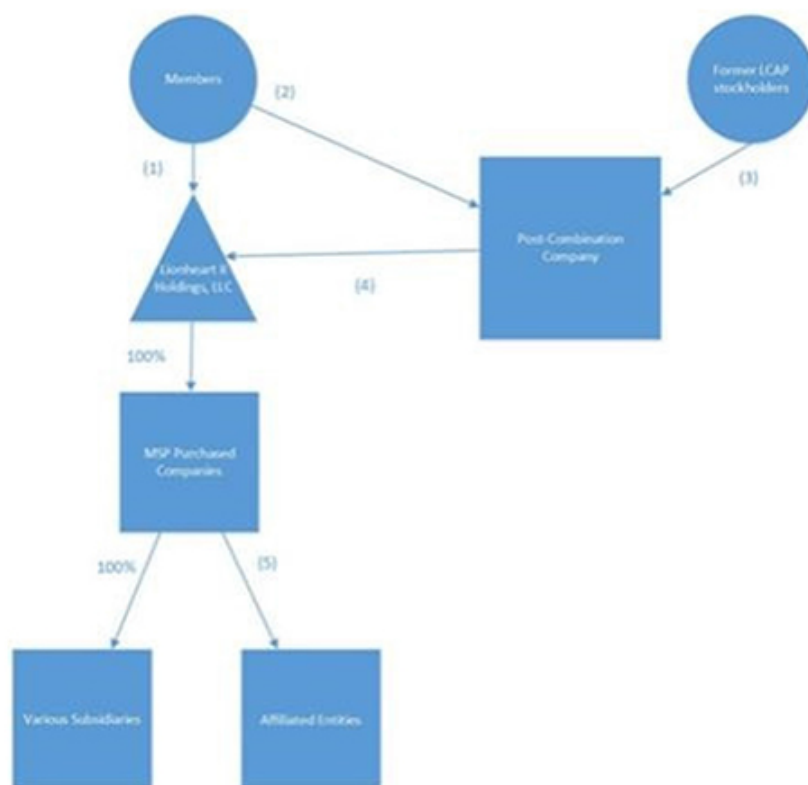 Members
Former LCAP
stockholders
(2)
(1)
(3)
Post-Combination
Company
Lionheart II
Holdings, LLC
(4)
100%
MSP Purchased
Companies
100%
(5)
Various Subsidiaries
Affiliated Entities